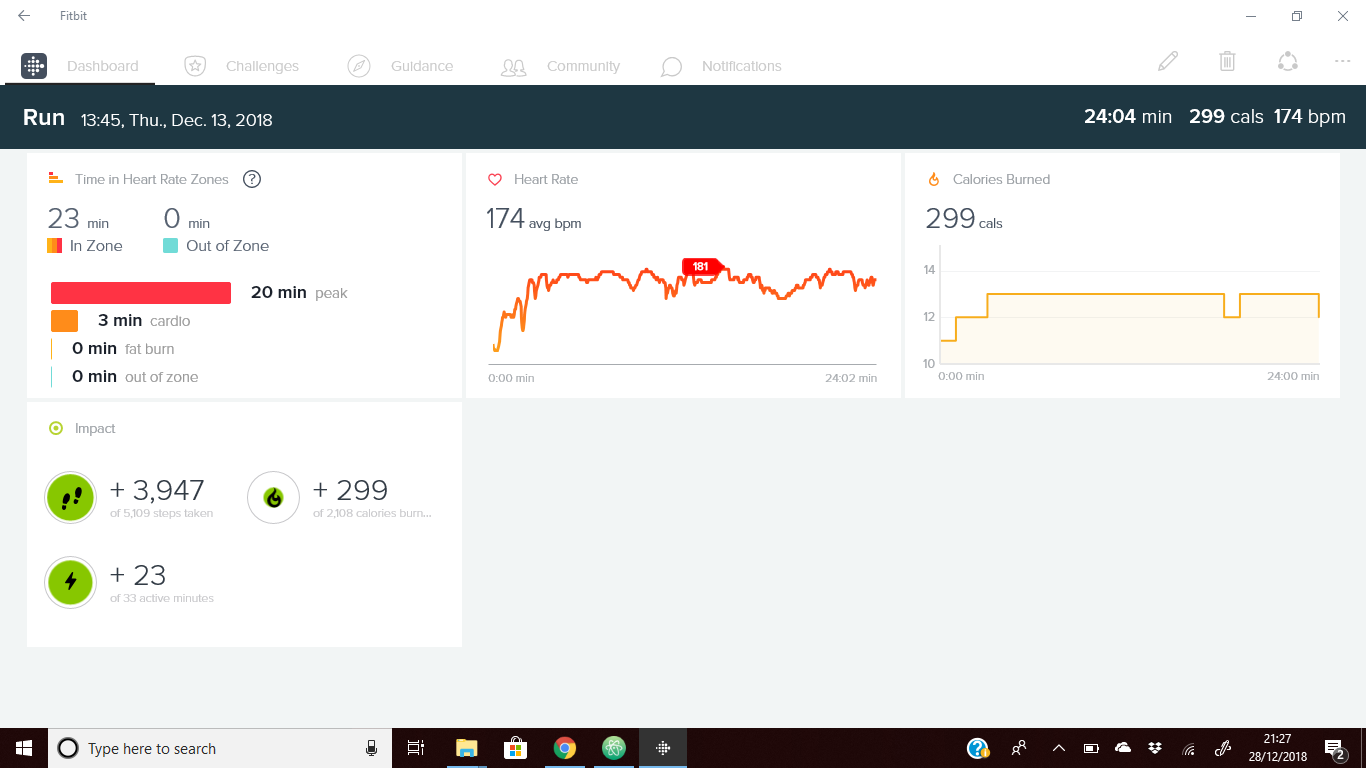 Fitbit
Dashboard
Challenges
Guidance
Community
Notifications
Run 13:45, Thu., Dec. 13, 2018
24:04 min 299 cals 174 bpm
Time in Heart Rate Zones ?
23 min 0 min
In Zone Out of Zone
20 min peak
3 min cardio
0 min fat burn
0 min out of zone
Heart Rate
174 avg bpm
181
0:00 min 24:02 min
Calories Burned
299 cals
14
12
10
0:00 min 24:00 min
Impact
+ 3,947
of 5,109 steps taken
+ 299
of 2,108 calories burn...
+ 23
of 33 active minutes
Type here to search
21:27
28/12/2018
2